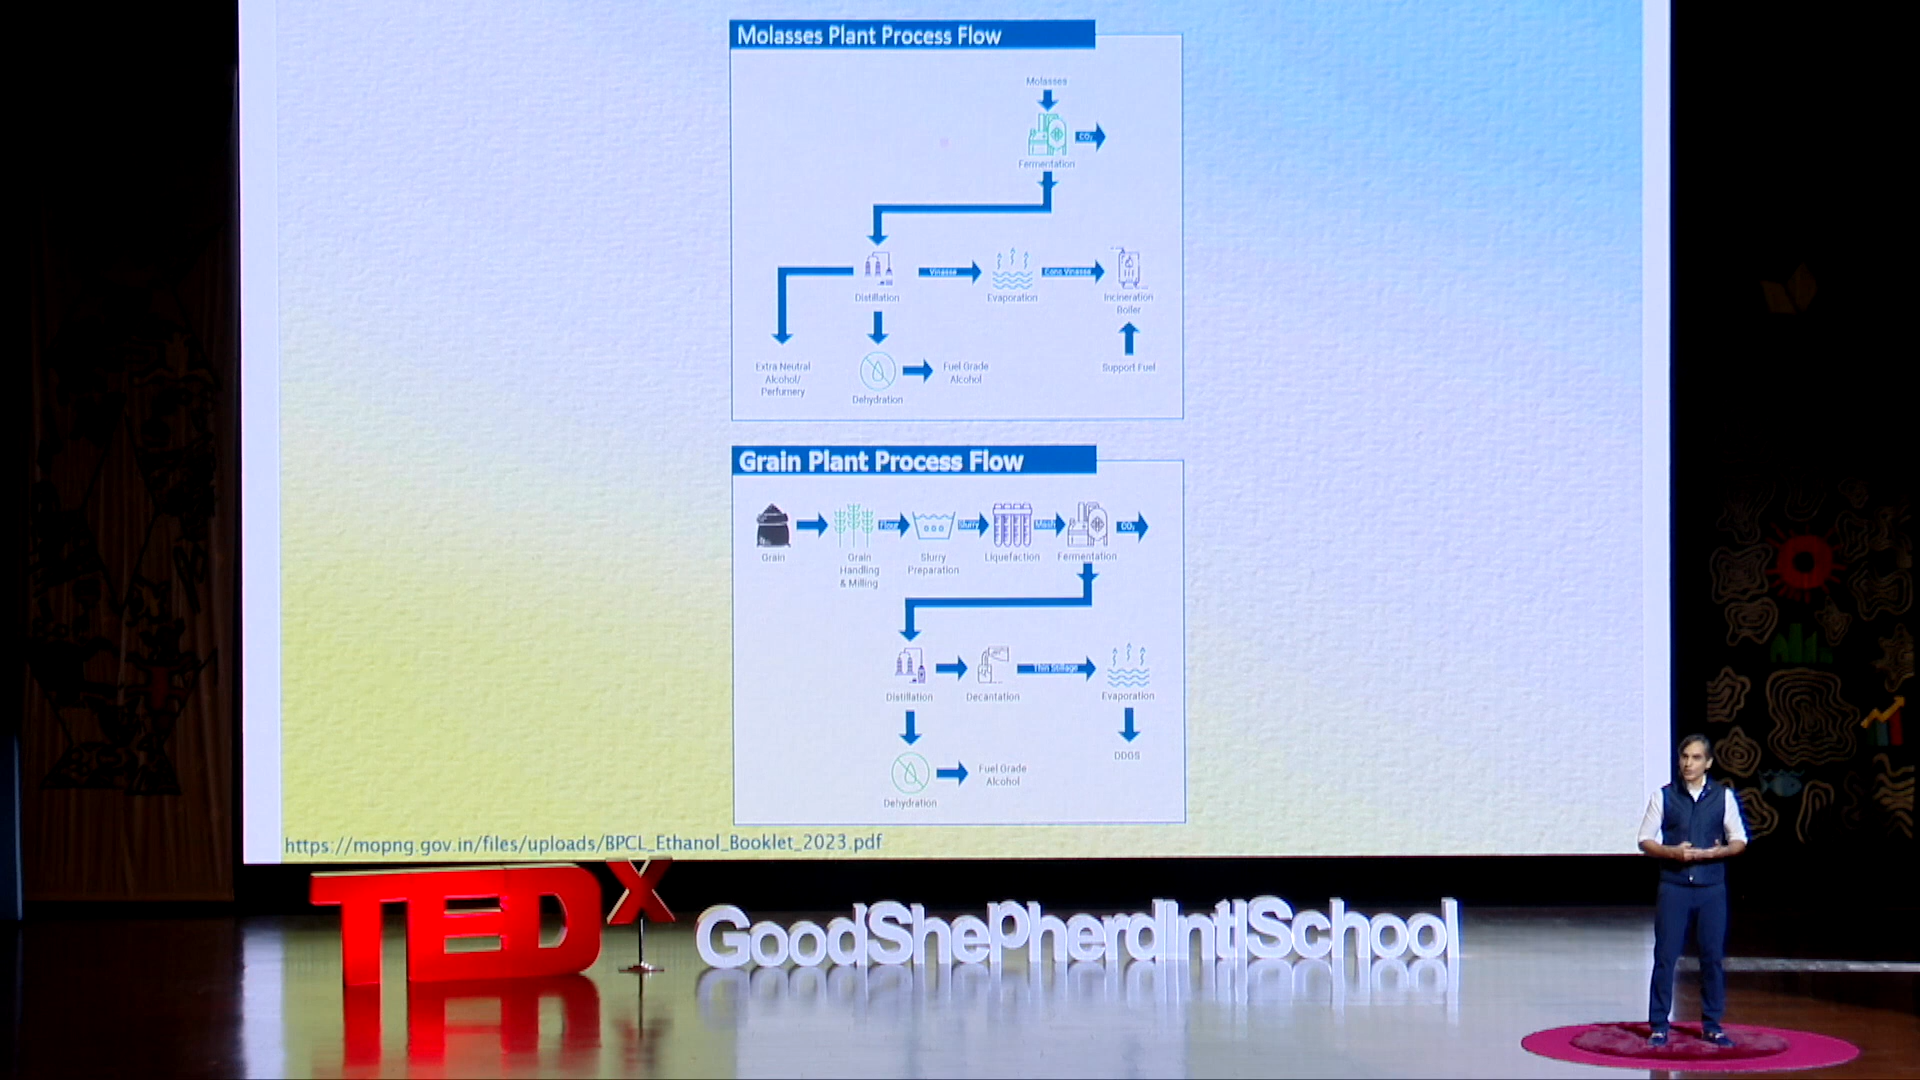 Molasses Plant Process Flow
Molasses
CO₂
Fermentation
Vinasse
Conc Vinasse
Distillation
Evaporation
Incineration
Boiler
Extra Neutral
Alcohol/
Perfumery
Fuel Grade
Alcohol
Support Fuel
Dehydration
Grain Plant Process Flow
Flour
Slurry
Mash
CO₂
Grain
Grain
Handling
& Milling
Slurry
Preparation
Liquefaction
Fermentation
Thin Stillage
Distillation
Decantation
Evaporation
DDGS
Fuel Grade
Alcohol
Dehydration
https://mopng.gov.in/files/uploads/BPCL_Ethanol_Booklet_2023.pdf
TEDx GoodShePherdIntlSchool